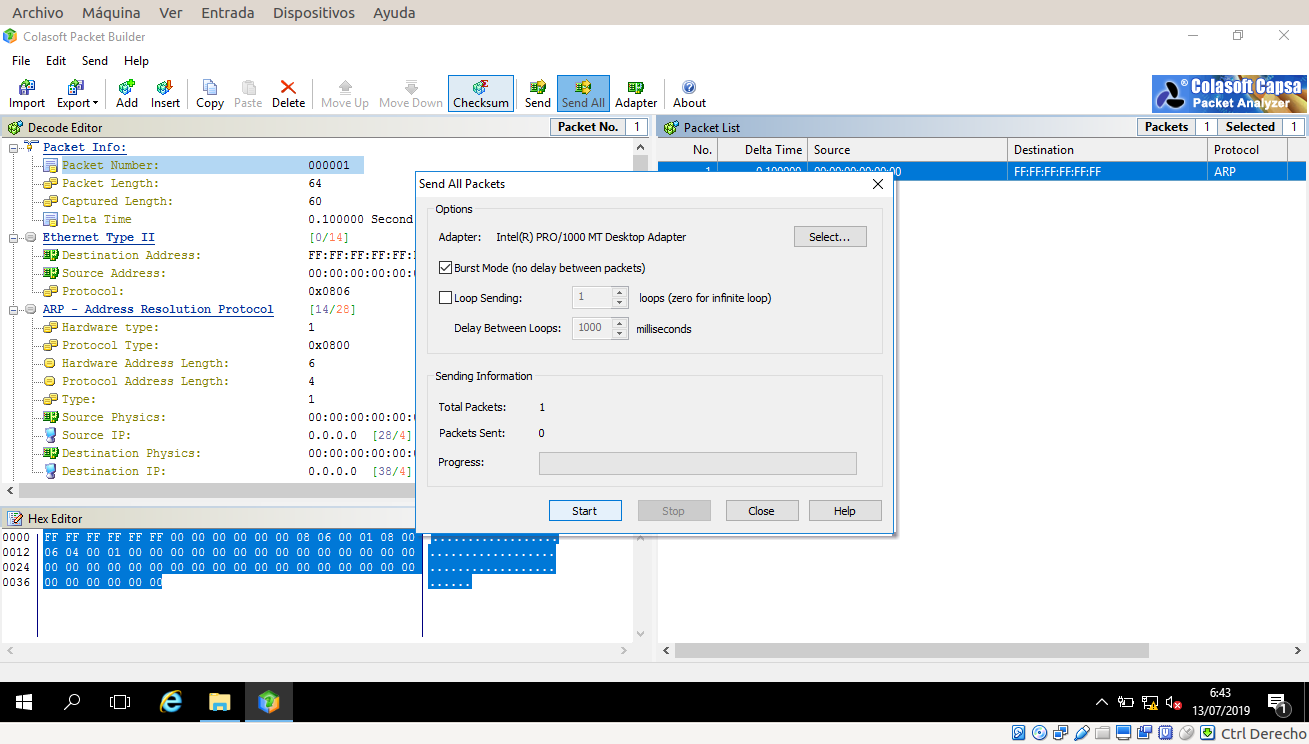 Archivo Máquina Ver Entrada Dispositivos Ayuda
Colasoft Packet Builder
File Edit Send Help
Import Export Add Insert Copy Paste Delete Move Up Move Down Checksum Send Send All Adapter About
Colasoft Capsa
Packet Analyzer
Decode Editor Packet No. 1
Packet Info:
Packet Number: 000001
Packet Length: 64
Captured Length: 60
Delta Time 0.100000 Second
Ethernet Type II [0/14]
Destination Address: FF:FF:FF:FF:FF:
Source Address: 00:00:00:00:00:
Protocol: 0x0806
ARP - Address Resolution Protocol [14/28]
Hardware type: 1
Protocol Type: 0x0800
Hardware Address Length: 6
Protocol Address Length: 4
Type: 1
Source Physics: 00:00:00:00:00:
Source IP: 0.0.0.0 [28/4]
Destination Physics: 00:00:00:00:00:
Destination IP: 0.0.0.0 [38/4]
Packet List Packets 1 Selected 1
No. Delta Time Source Destination Protocol
1 0.100000 00:00:00:00:00:00 FF:FF:FF:FF:FF:FF ARP
Send All Packets
Options
Adapter: Intel(R) PRO/1000 MT Desktop Adapter Select...
Burst Mode (no delay between packets)
Loop Sending: 1 loops (zero for infinite loop)
Delay Between Loops: 1000 milliseconds
Sending Information
Total Packets: 1
Packets Sent: 0
Progress:
Start Stop Close Help
Hex Editor
0000 FF FF FF FF FF FF 00 00 00 00 00 00 08 06 00 01 08 00 ..................
0012 06 04 00 01 00 00 00 00 00 00 00 00 00 00 00 00 00 00 ..................
0024 00 00 00 00 00 00 00 00 00 00 00 00 00 00 00 00 00 00 ..................
0036 00 00 00 00 00 00 ......
6:43
13/07/2019
1
Ctrl Derecho